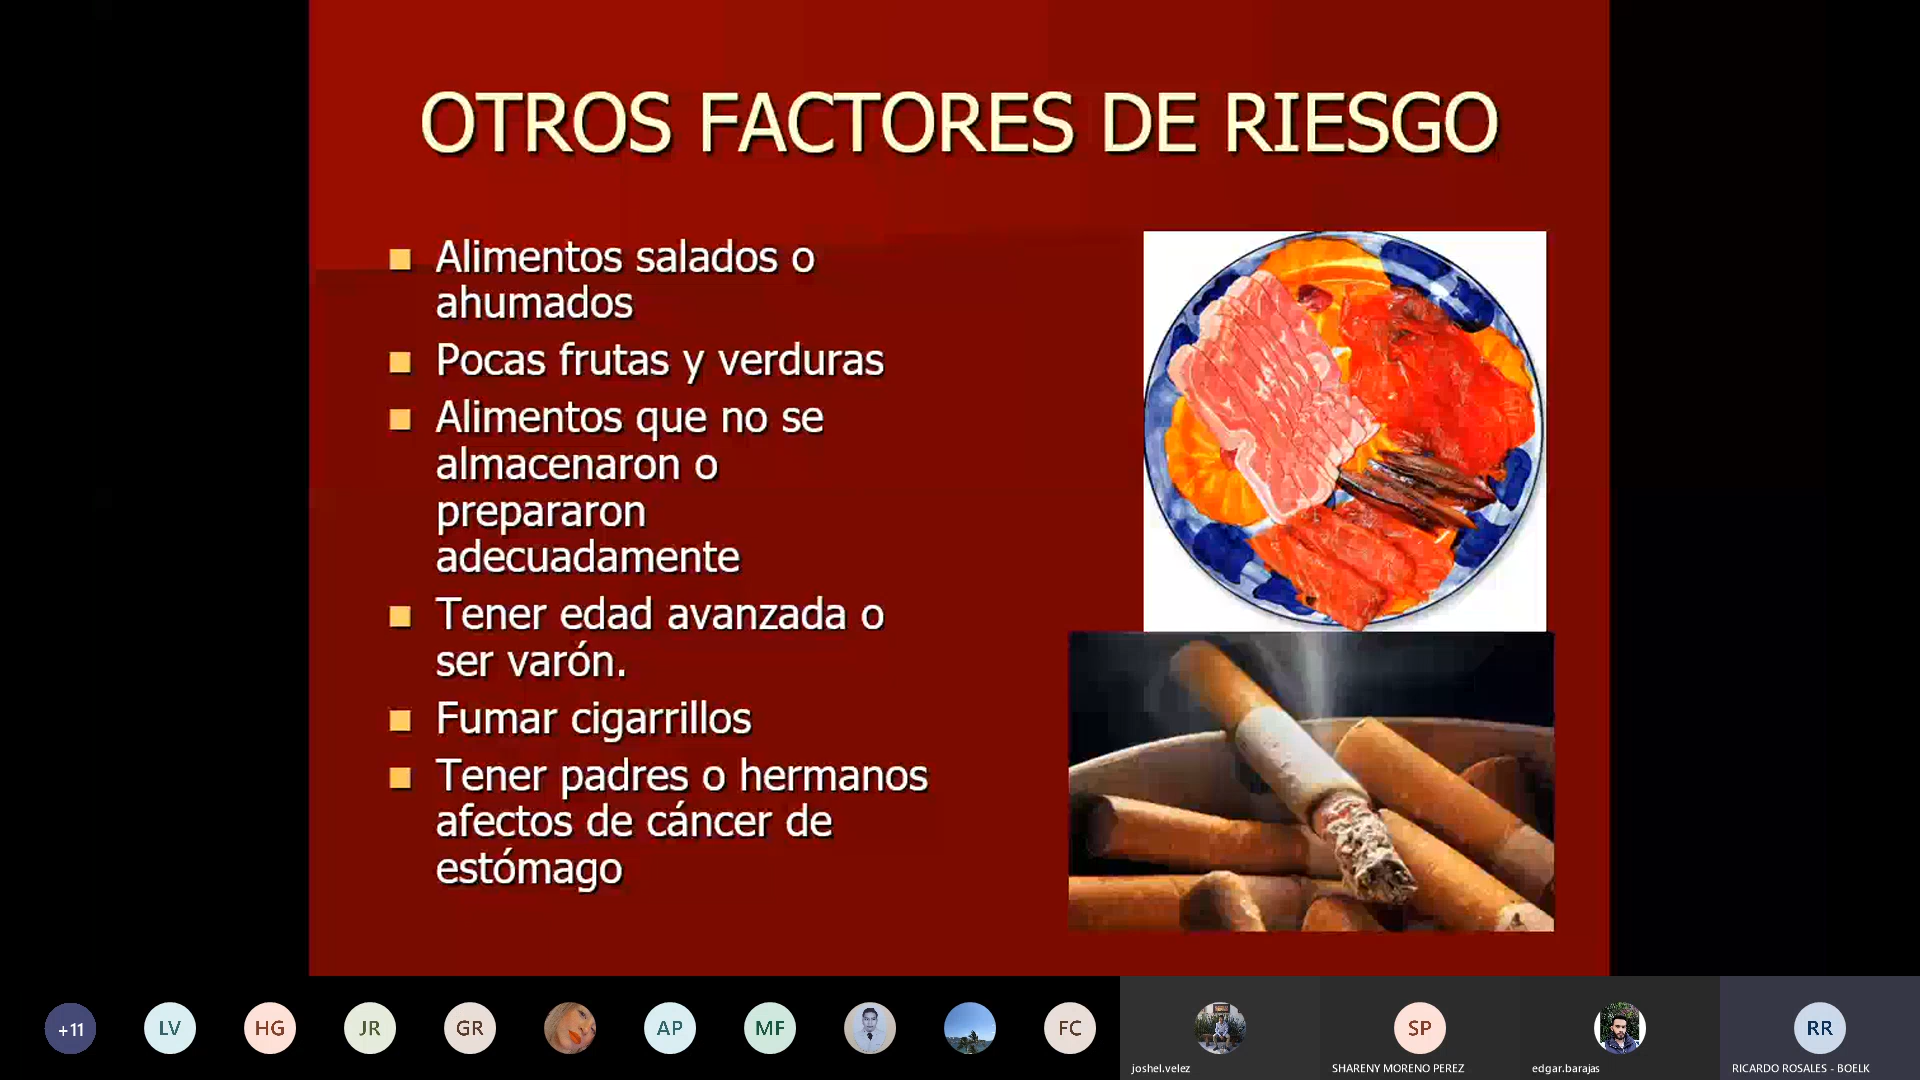 OTROS FACTORES DE RIESGO
Alimentos salados o
ahumados
Pocas frutas y verduras
Alimentos que no se
almacenaron o
prepararon
adecuadamente
Tener edad avanzada o
ser varón.
Fumar cigarrillos
Tener padres o hermanos
afectos de cáncer de
estómago
+11
LV
HG
JR
GR
AP
MF
FC
SP
RR
joshel.velez
SHARENY MORENO PEREZ
edgar.barajas
RICARDO ROSALES - BOELK